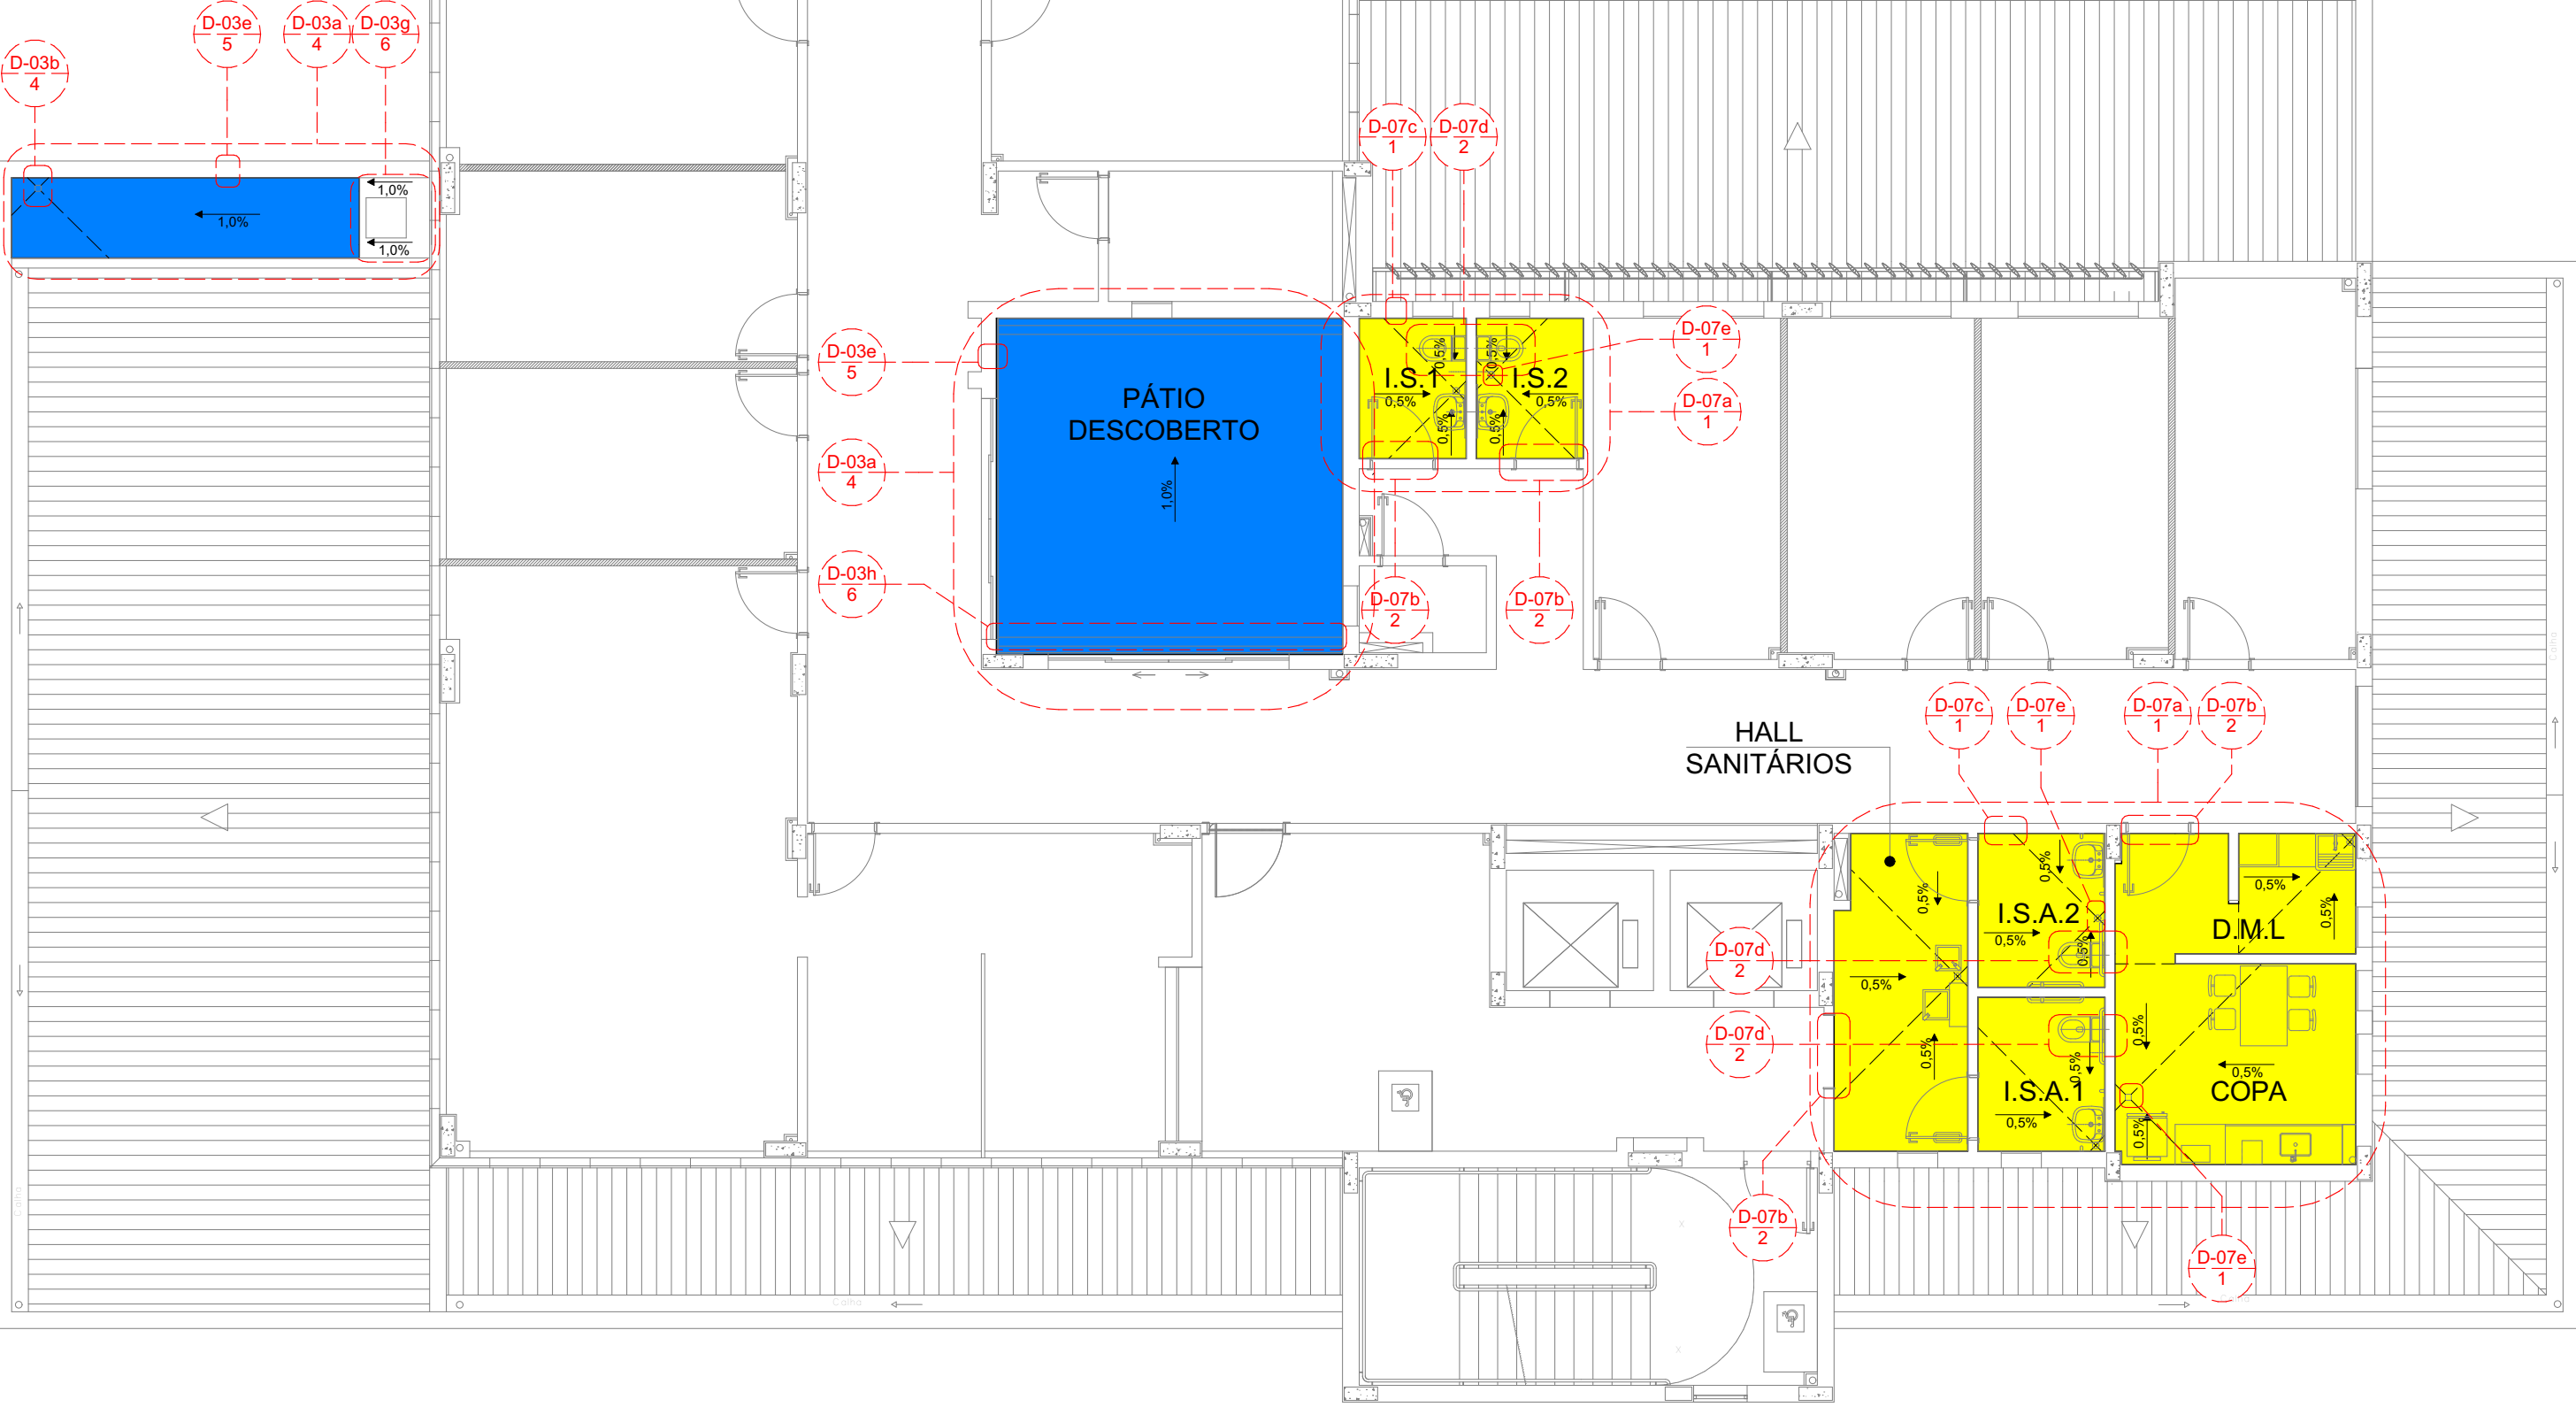 D-03e
5
D-03a
4
D-03g
6
D-03b
4
1,0%
1,0%
1,0%
D-07c
1
D-07d
2
D-03e
5
D-03a
4
D-03h
6
PÁTIO
DESCOBERTO
1,0%
I.S.1
0,5%
0,5%
0,5%
I.S.2
0,5%
0,5%
0,5%
D-07e
1
D-07a
1
D-07b
2
D-07b
2
HALL
SANITÁRIOS
D-07c
1
D-07e
1
D-07a
1
D-07b
2
0,5%
0,5%
0,5%
I.S.A.2
0,5%
0,5%
0,5%
D.M.L
0,5%
0,5%
D-07d
2
D-07d
2
I.S.A.1
0,5%
0,5%
COPA
0,5%
0,5%
0,5%
D-07b
2
D-07e
1
Calha
Calha
Calha
X
X